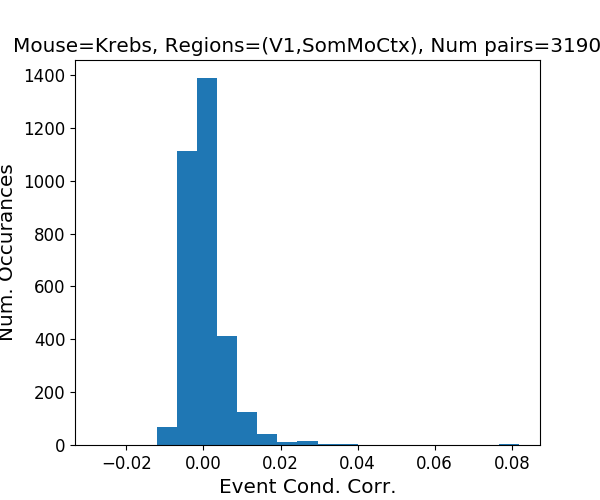 Mouse=Krebs, Regions=(V1,SomMoCtx), Num pairs=3190
1400
1200
1000
800
600
400
200
0
Num. Occurances
−0.02 0.00 0.02 0.04 0.06 0.08
Event Cond. Corr.